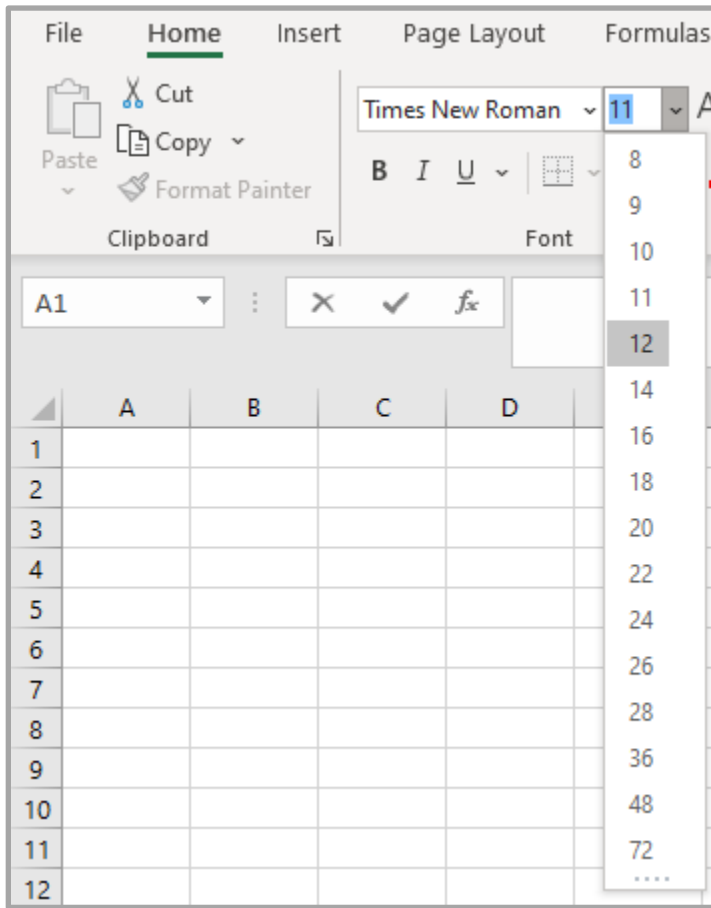 File Home Insert Page Layout Formulas
Cut
Copy
Paste
Format Painter
Clipboard
Times New Roman 11 A
B I U
Font
8
9
10
11
12
14
16
18
20
22
24
26
28
36
48
72
A1 fx
A B C D
1
2
3
4
5
6
7
8
9
10
11
12